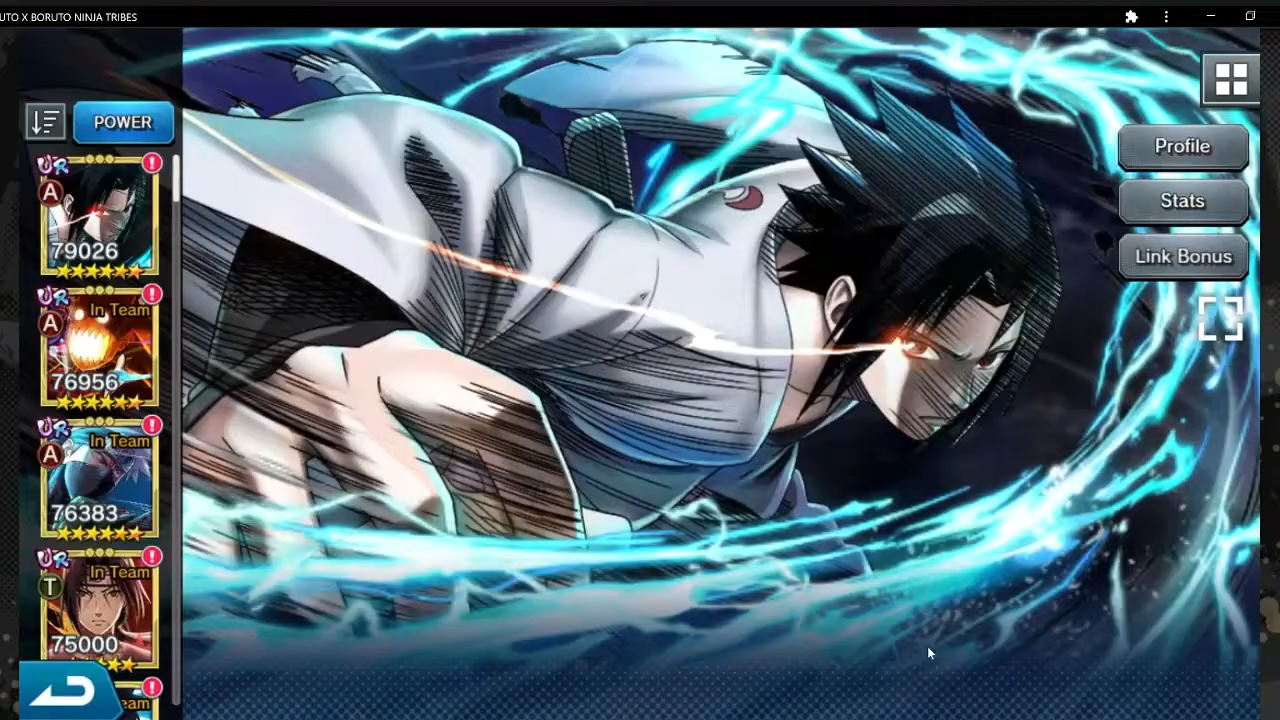 UTO X BORUTO NINJA TRIBES
POWER
UR
A
79026
UR
In Team
A
76956
UR
In Team
A
76383
UR
In Team
T
75000
eam
Profile
Stats
Link Bonus